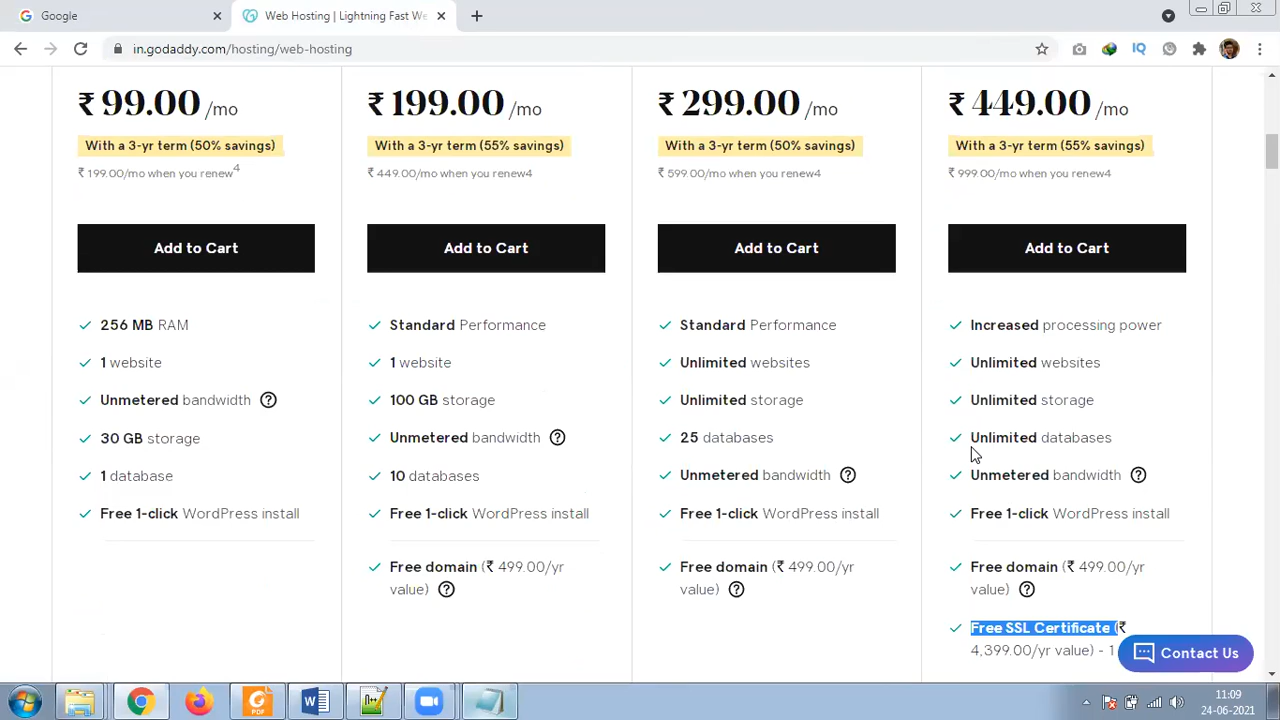 Google
Web Hosting | Lightning Fast We
in.godaddy.com/hosting/web-hosting
₹ 99.00 /mo
With a 3-yr term (50% savings)
₹ 199.00/mo when you renew4
Add to Cart
256 MB RAM
1 website
Unmetered bandwidth ?
30 GB storage
1 database
Free 1-click WordPress install
₹ 199.00 /mo
With a 3-yr term (55% savings)
₹ 449.00/mo when you renew4
Add to Cart
Standard Performance
1 website
100 GB storage
Unmetered bandwidth ?
10 databases
Free 1-click WordPress install
Free domain (₹ 499.00/yr
value) ?
₹ 299.00 /mo
With a 3-yr term (50% savings)
₹ 599.00/mo when you renew4
Add to Cart
Standard Performance
Unlimited websites
Unlimited storage
25 databases
Unmetered bandwidth ?
Free 1-click WordPress install
Free domain (₹ 499.00/yr
value) ?
₹ 449.00 /mo
With a 3-yr term (55% savings)
₹ 999.00/mo when you renew4
Add to Cart
Increased processing power
Unlimited websites
Unlimited storage
Unlimited databases
Unmetered bandwidth ?
Free 1-click WordPress install
Free domain (₹ 499.00/yr
value) ?
Free SSL Certificate (₹
4,399.00/yr value) - 1
Contact Us
IQ
PDF
11:09
24-06-2021